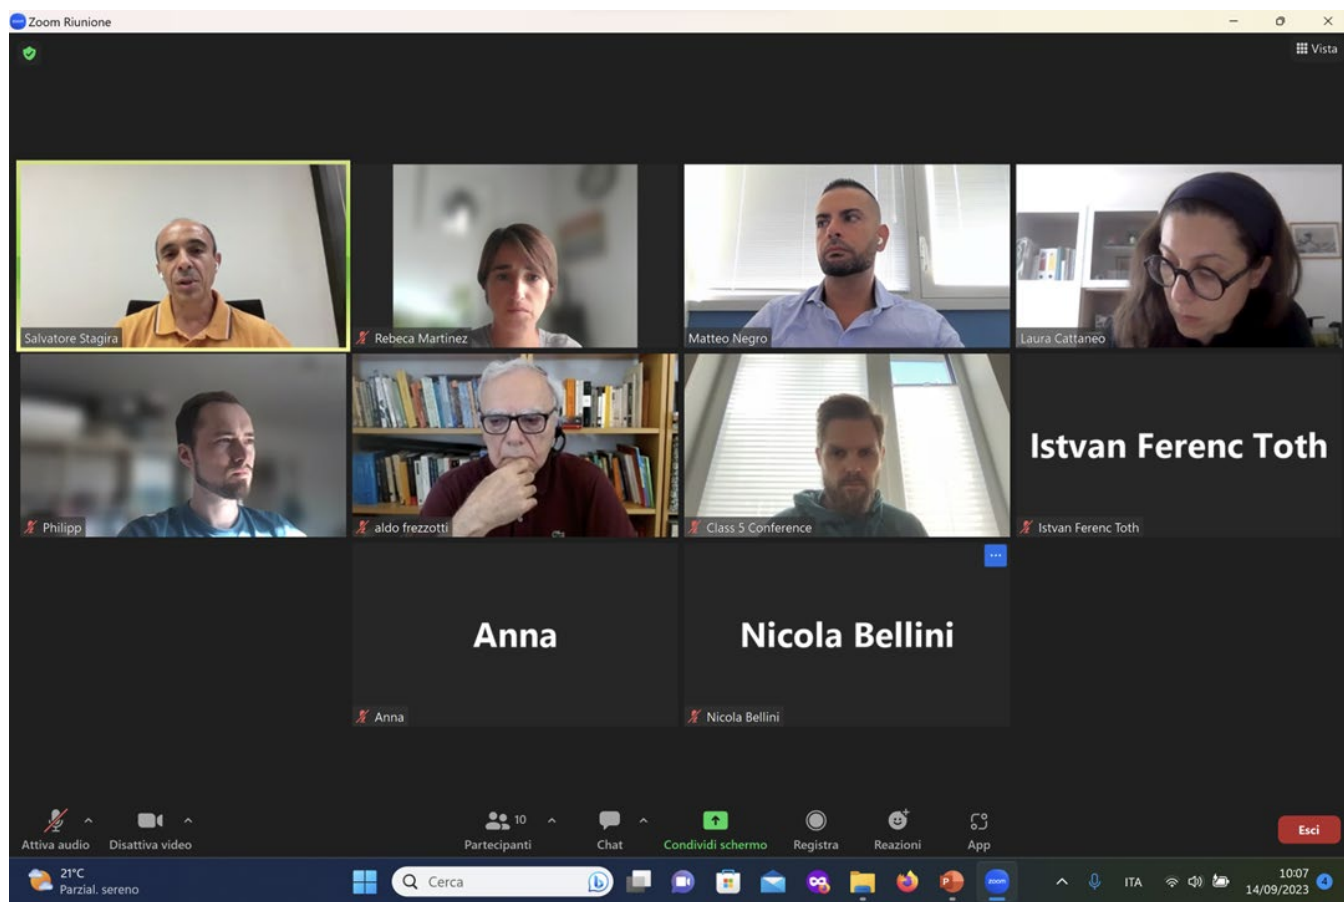 Zoom Riunione
Vista
Salvatore Stagira
Rebeca Martinez
Matteo Negro
Laura Cattaneo
Philipp
aldo frezzotti
Class 5 Conference
Istvan Ferenc Toth
Istvan Ferenc Toth
Anna
Nicola Bellini
Anna
Nicola Bellini
10
Attiva audio
Disattiva video
Partecipanti
Chat
Condividi schermo
Registra
Reazioni
App
Esci
21°C
Parzial. sereno
Cerca
zoom
ITA
10:07
14/09/2023
4